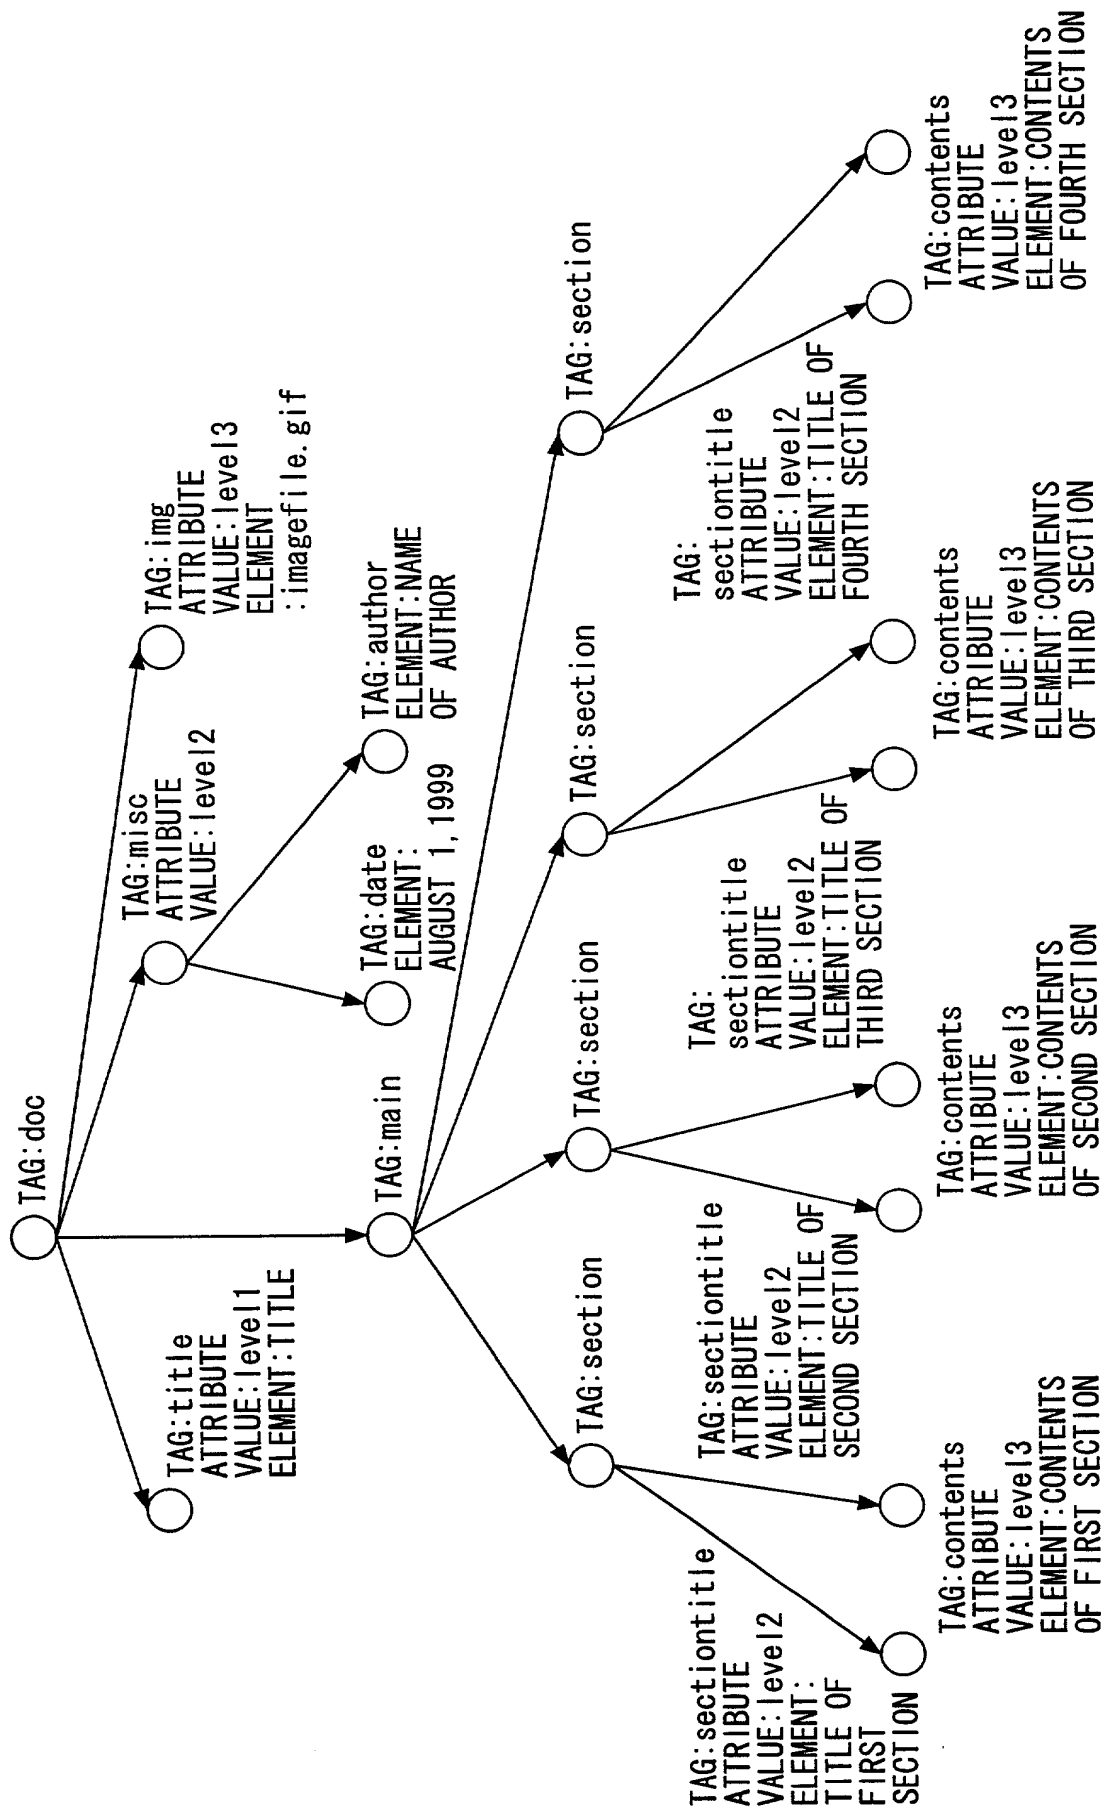 TAG:doc
TAG:title
ATTRIBUTE
VALUE:level1
ELEMENT:TITLE
TAG:misc
ATTRIBUTE
VALUE:level2
TAG:img
ATTRIBUTE
VALUE:level3
ELEMENT
:imagefile.gif
TAG:main
TAG:date
ELEMENT:
AUGUST 1,1999
TAG:author
ELEMENT:NAME
OF AUTHOR
TAG:section
TAG:section
TAG:section
TAG:section
TAG:sectiontitle
ATTRIBUTE
VALUE:level2
ELEMENT:
TITLE OF
FIRST
SECTION
TAG:contents
ATTRIBUTE
VALUE:level3
ELEMENT:CONTENTS
OF FIRST SECTION
TAG:sectiontitle
ATTRIBUTE
VALUE:level2
ELEMENT:TITLE OF
SECOND SECTION
TAG:contents
ATTRIBUTE
VALUE:level3
ELEMENT:CONTENTS
OF SECOND SECTION
TAG:
sectiontitle
ATTRIBUTE
VALUE:level2
ELEMENT:TITLE OF
THIRD SECTION
TAG:contents
ATTRIBUTE
VALUE:level3
ELEMENT:CONTENTS
OF THIRD SECTION
TAG:
sectiontitle
ATTRIBUTE
VALUE:level2
ELEMENT:TITLE OF
FOURTH SECTION
TAG:contents
ATTRIBUTE
VALUE:level3
ELEMENT:CONTENTS
OF FOURTH SECTION